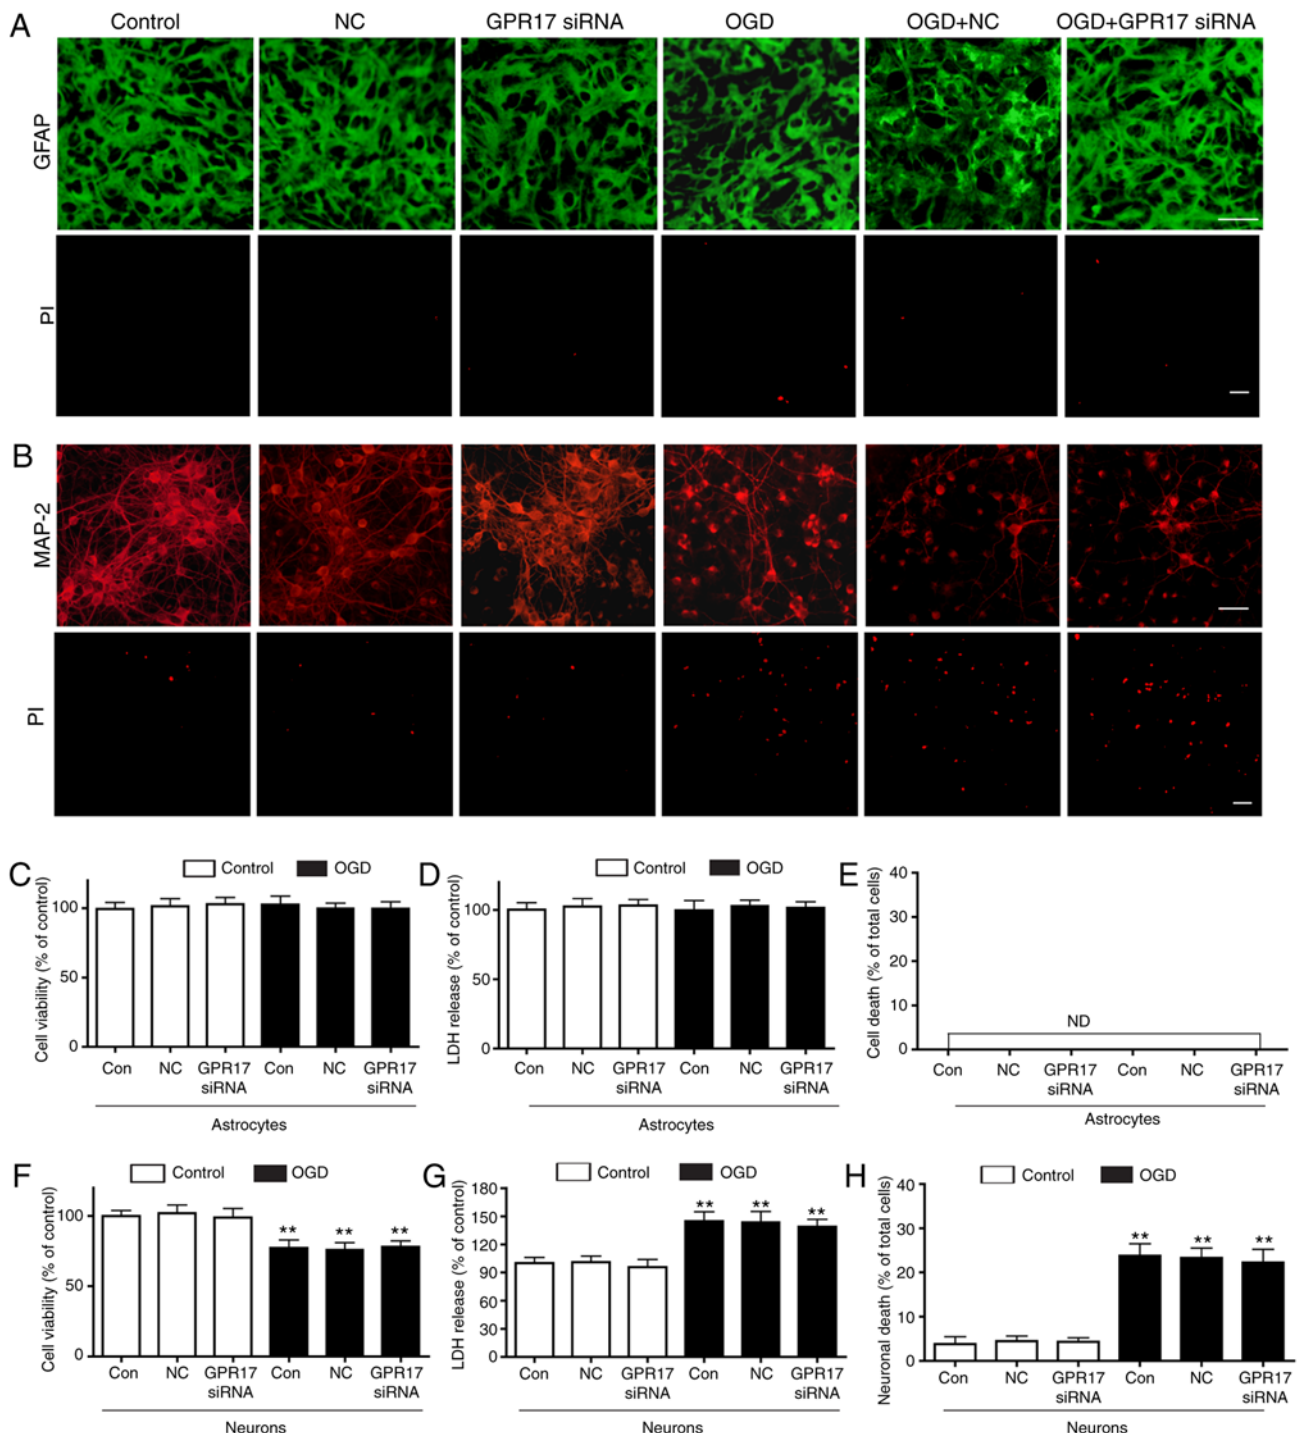 A
Control
NC
GPR17 siRNA
OGD
OGD+NC
OGD+GPR17 siRNA
GFAP
PI
B
MAP-2
PI
C
Control
OGD
Cell viability (% of control)
100
50
0
Con
NC
GPR17
siRNA
Con
NC
GPR17
siRNA
Astrocytes
D
Control
OGD
LDH release (% of control)
100
50
0
Con
NC
GPR17
siRNA
Con
NC
GPR17
siRNA
Astrocytes
E
Cell death (% of total cells)
40
30
20
10
0
ND
Con
NC
GPR17
siRNA
Con
NC
GPR17
siRNA
Astrocytes
F
Control
OGD
Cell viability (% of control)
100
50
0
**
**
**
Con
NC
GPR17
siRNA
Con
NC
GPR17
siRNA
Neurons
G
Control
OGD
LDH release (% of control)
180
150
120
90
60
30
0
**
**
**
Con
NC
GPR17
siRNA
Con
NC
GPR17
siRNA
Neurons
H
Control
OGD
Neuronal death (% of total cells)
40
30
20
10
0
**
**
**
Con
NC
GPR17
siRNA
Con
NC
GPR17
siRNA
Neurons